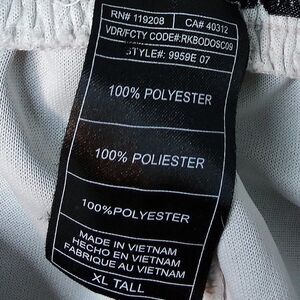 RN# 119208 CA# 40312
VDR/FCTY CODE#:RKBODOSC09
STYLE#: 9959E 07
100% POLYESTER
100% POLIESTER
100%POLYESTER
MADE IN VIETNAM
HECHO EN VIETNAM
FABRIQUE AU VIETNAM
XL TALL